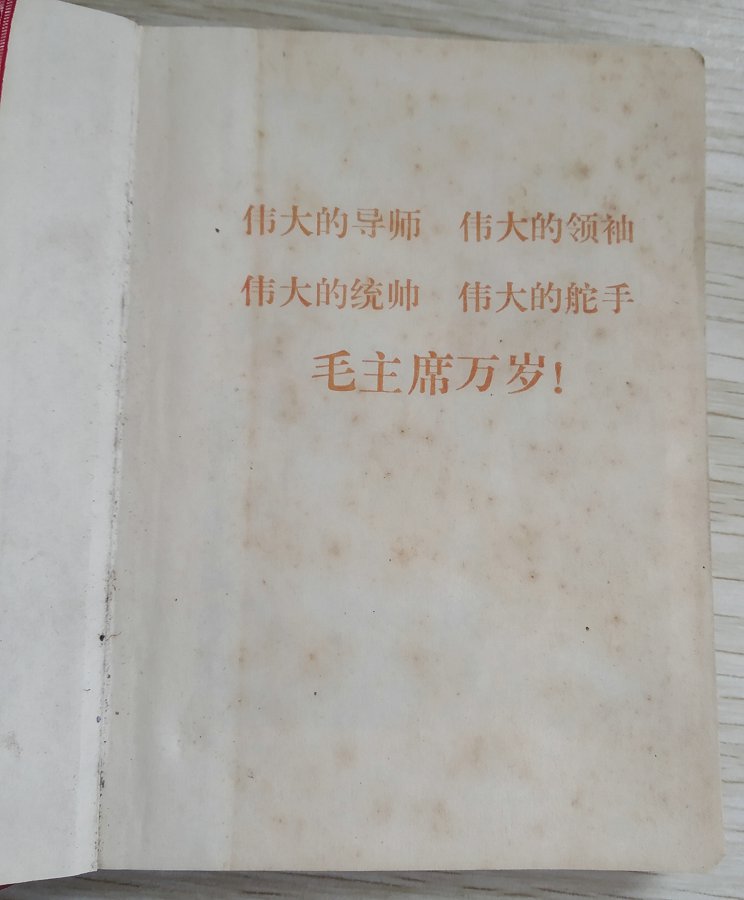 伟大的导师 伟大的领袖
伟大的统帅 伟大的舵手
毛主席万岁!